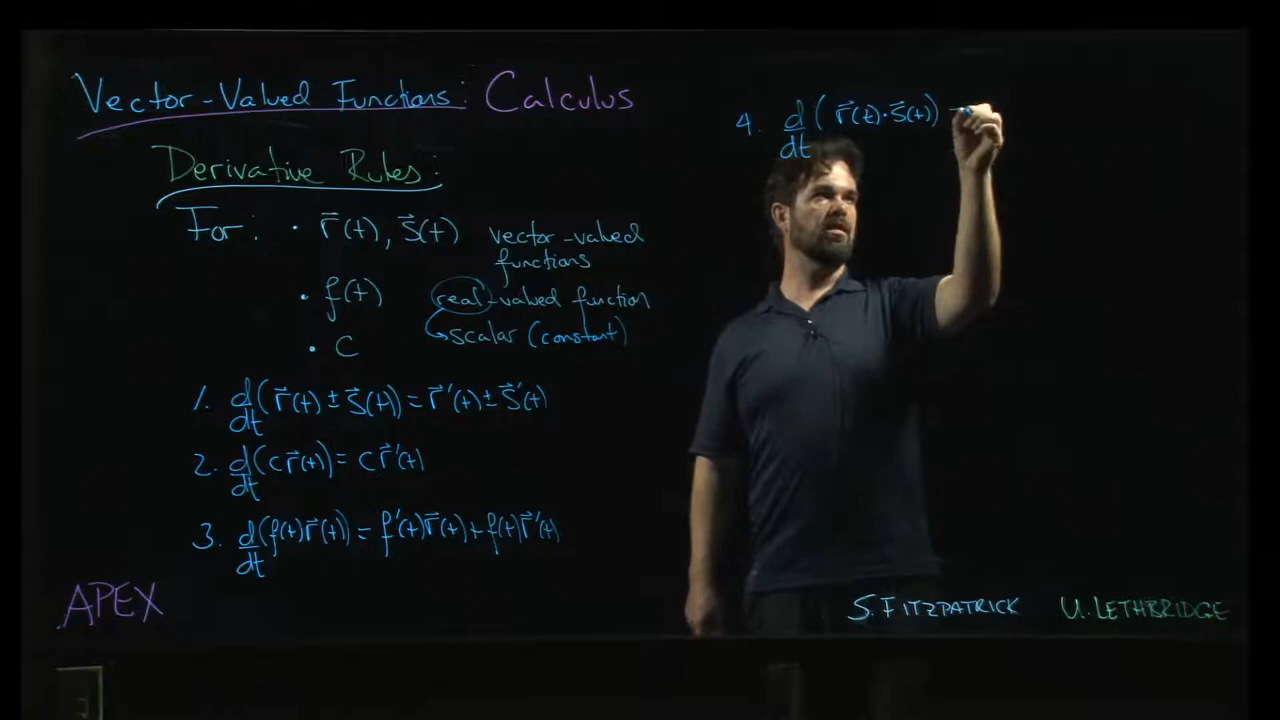 Vector-Valued Functions: Calculus
Derivative Rules:
For: • r⃗(t), s⃗(t) vector-valued
functions
• f(t) real-valued function
scalar (constant)
• c
1. d/dt (r⃗(t) ± s⃗(t)) = r⃗'(t) ± s⃗'(t)
2. d/dt (c r⃗(t)) = c r⃗'(t)
3. d/dt (f(t) r⃗(t)) = f'(t) r⃗(t) + f(t) r⃗'(t)
4. d/dt ( r⃗(t) · s⃗(t))
APEX
S. FITZPATRICK
U. LETHBRIDGE